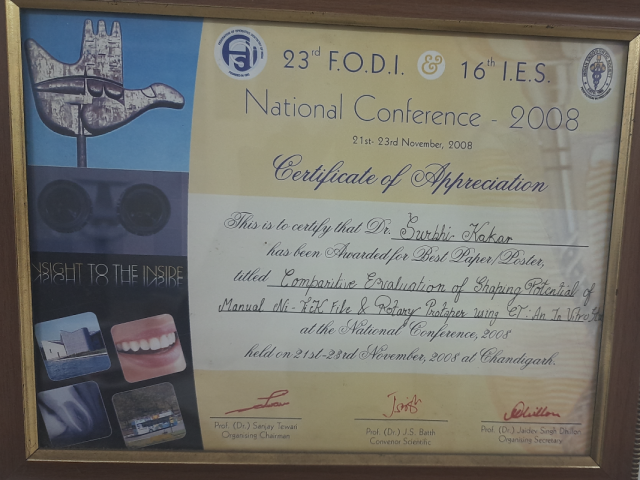 23rd F.O.D.I. & 16th I.E.S.
National Conference - 2008
21st- 23rd November, 2008
Certificate of Appreciation
This is to certify that Dr. Surbhi Kakar
has been Awarded for Best Paper/Poster,
titled Comparitive Evaluation of Shaping Potential of
Manual Ni- File & Rotary Protaper using CT- An In Vitro
at the National Conference, 2008
held on 21st-23rd November, 2008 at Chandigarh.
INSIGHT TO THE INSIDE
Prof. (Dr.) Sanjay Tewari
Organising Chairman
Prof. (Dr.) J.S. Barth
Convenor Scientific
Prof. (Dr.) Jaidev Singh Dhillon
Organising Secretary